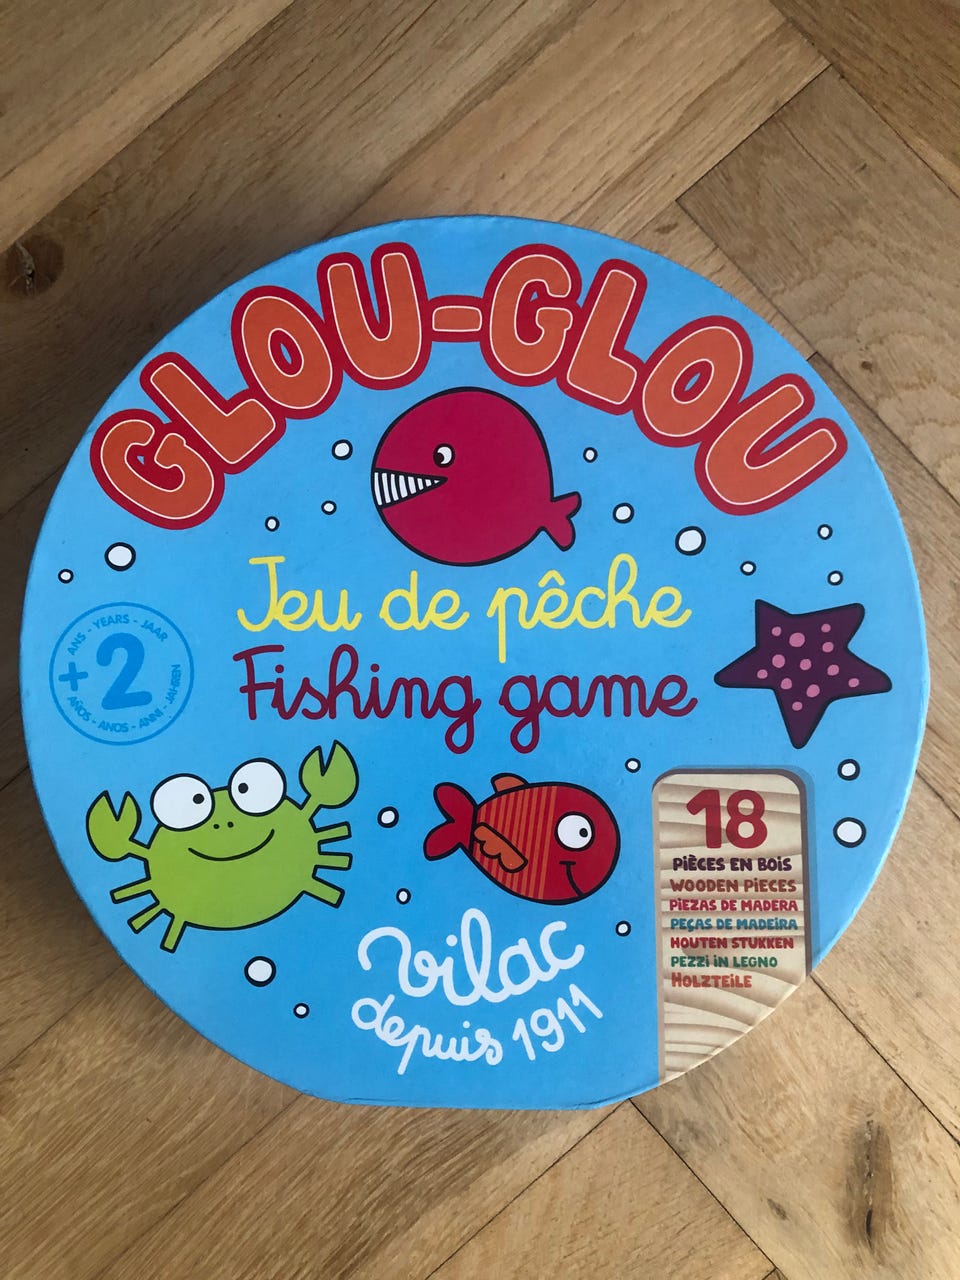 GLOU-GLOU
Jeu de pêche
Fishing game
ANS - YEARS - JAAR
+2
AÑOS - ANOS - ANNI - JAHREN
18
PIÈCES EN BOIS
WOODEN PIECES
PIEZAS DE MADERA
PEÇAS DE MADEIRA
HOUTEN STUKKEN
PEZZI IN LEGNO
HOLZTEILE
Vilac
depuis 1911